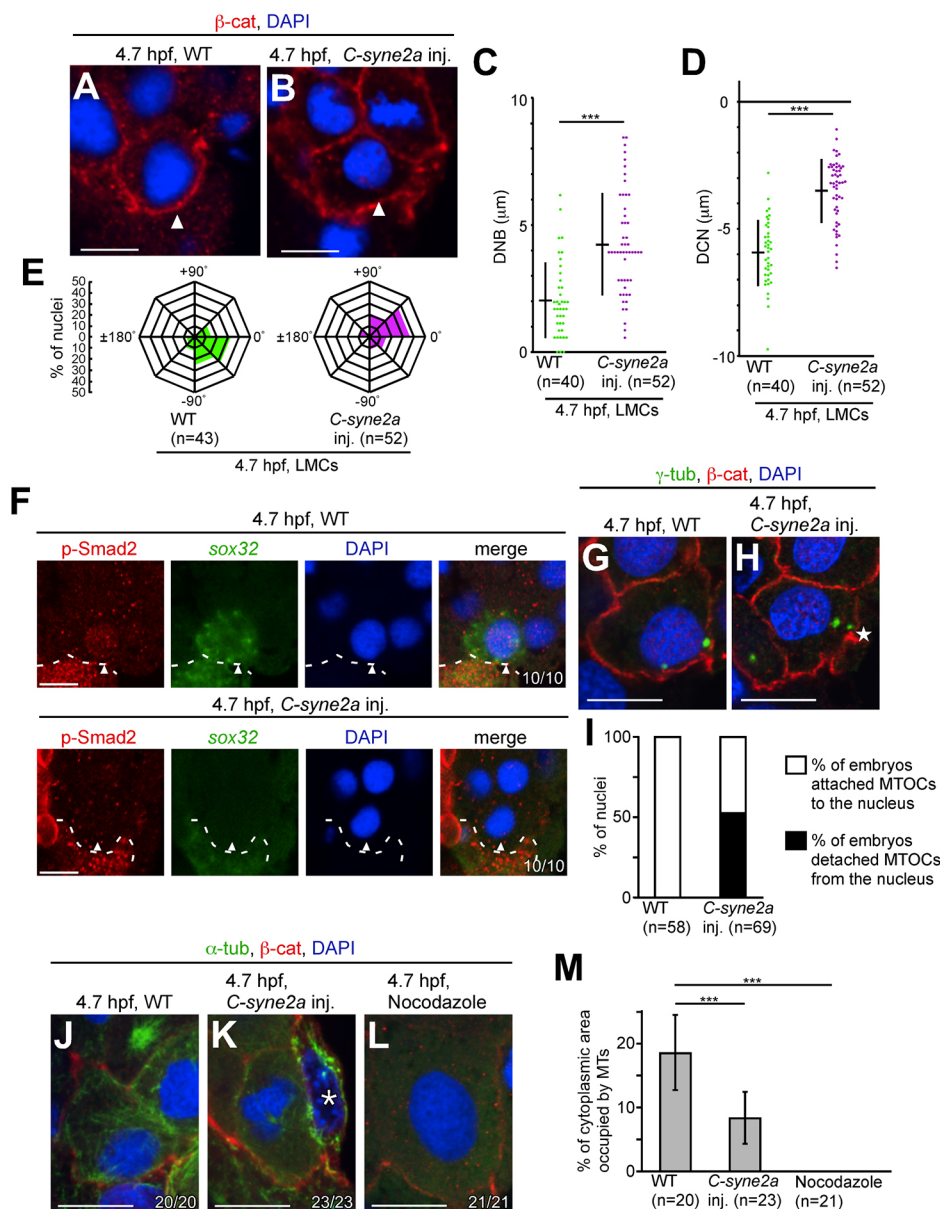 β-cat, DAPI
4.7 hpf, WT
4.7 hpf, C-syne2a inj.
A
B
C
DNB (μm)
10
5
0
***
WT
(n=40)
C-syne2a
inj. (n=52)
4.7 hpf, LMCs
D
DCN (μm)
0
-5
-10
***
WT
(n=40)
C-syne2a
inj. (n=52)
4.7 hpf, LMCs
E
% of nuclei
50
40
30
20
10
0
10
20
30
40
50
+90°
±180°
0°
-90°
WT
(n=43)
+90°
±180°
0°
-90°
C-syne2a
inj. (n=52)
4.7 hpf, LMCs
F
4.7 hpf, WT
p-Smad2
sox32
DAPI
merge
10/10
4.7 hpf, C-syne2a inj.
p-Smad2
sox32
DAPI
merge
10/10
γ-tub, β-cat, DAPI
4.7 hpf, WT
4.7 hpf,
C-syne2a inj.
G
H
I
% of nuclei
100
50
0
WT
(n=58)
C-syne2a
inj. (n=69)
% of embryos
attached MTOCs
to the nucleus
% of embryos
detached MTOCs
from the nucleus
α-tub, β-cat, DAPI
4.7 hpf, WT
4.7 hpf,
C-syne2a inj.
4.7 hpf,
Nocodazole
J
20/20
K
*
23/23
L
21/21
M
% of cytoplasmic area
occupied by MTs
20
10
0
***
***
WT
(n=20)
C-syne2a
inj. (n=23)
Nocodazole
(n=21)